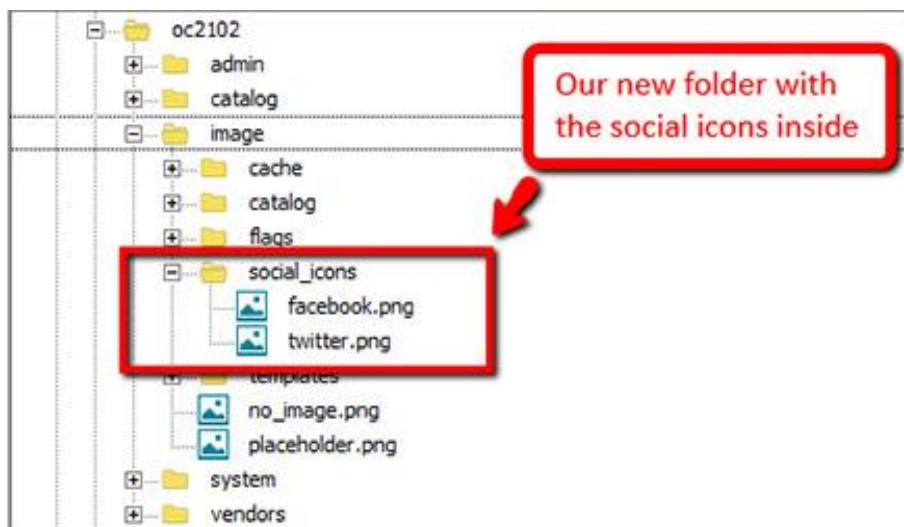 oc2102
admin
Our new folder with
the social icons inside
catalog
image
cache
catalog
flags
social_icons
facebook.png
twitter.png
templates
no_image.png
placeholder.png
system
vendors